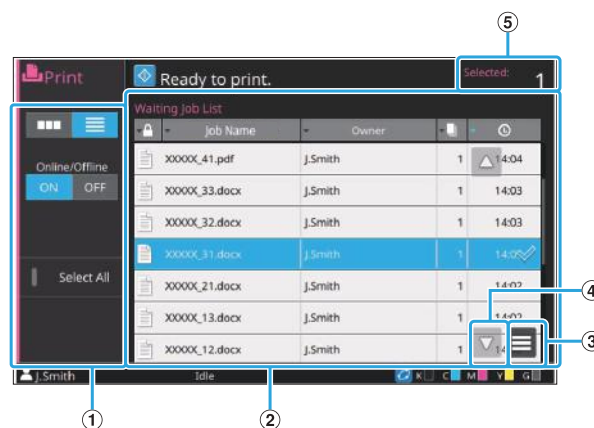 5
Print
Ready to print.
Selected:
1
Waiting Job List
Job Name Owner
Online/Offline
ON OFF
Select All
XXXXX_41.pdf J.Smith 1 14:04
XXXXX_33.docx J.Smith 1 14:03
XXXXX_32.docx J.Smith 1 14:03
XXXXX_31.docx J.Smith 1
XXXXX_21.docx J.Smith 1 14:02
XXXXX_13.docx J.Smith 1 14:02
XXXXX_12.docx J.Smith 1
4
3
J.Smith Idle K C M Y G
1 2